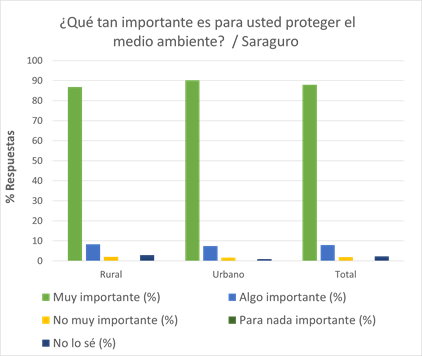 ¿Qué tan importante es para usted proteger el
medio ambiente?  / Saraguro
% Respuestas
100
90
80
70
60
50
40
30
20
10
0
Rural Urbano Total
Muy importante (%) Algo importante (%)
No muy importante (%) Para nada importante (%)
No lo sé (%)